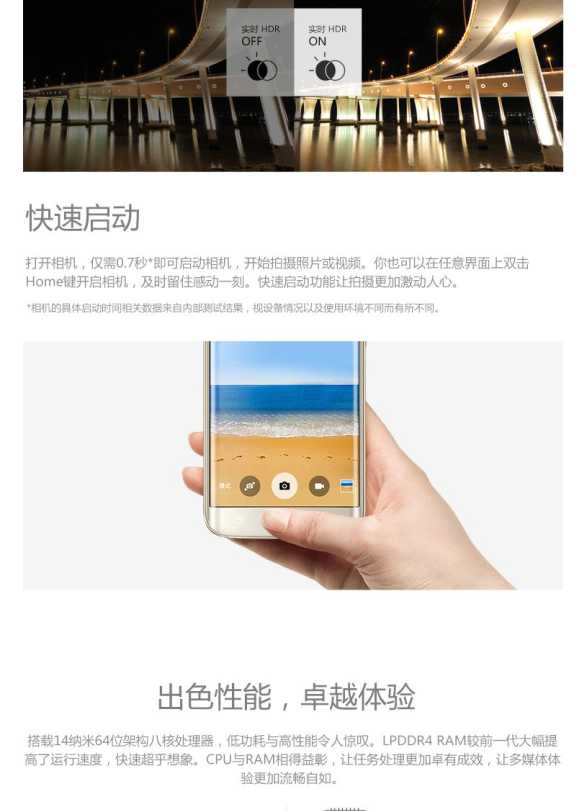 实时 HDR
OFF
实时 HDR
ON
快速启动
打开相机，仅需0.7秒*即可启动相机，开始拍摄照片或视频。你也可以在任意界面上双击
Home键开启相机，及时留住感动一刻。快速启动功能让拍摄更加激动人心。
*相机的具体启动时间相关数据来自内部测试结果，视设备情况以及使用环境不同而有所不同。
模式
出色性能，卓越体验
搭载14纳米64位架构八核处理器，低功耗与高性能令人惊叹。LPDDR4 RAM较前一代大幅提
高了运行速度，快速超乎想象。CPU与RAM相得益彰，让任务处理更加卓有成效，让多媒体体
验更加流畅自如。